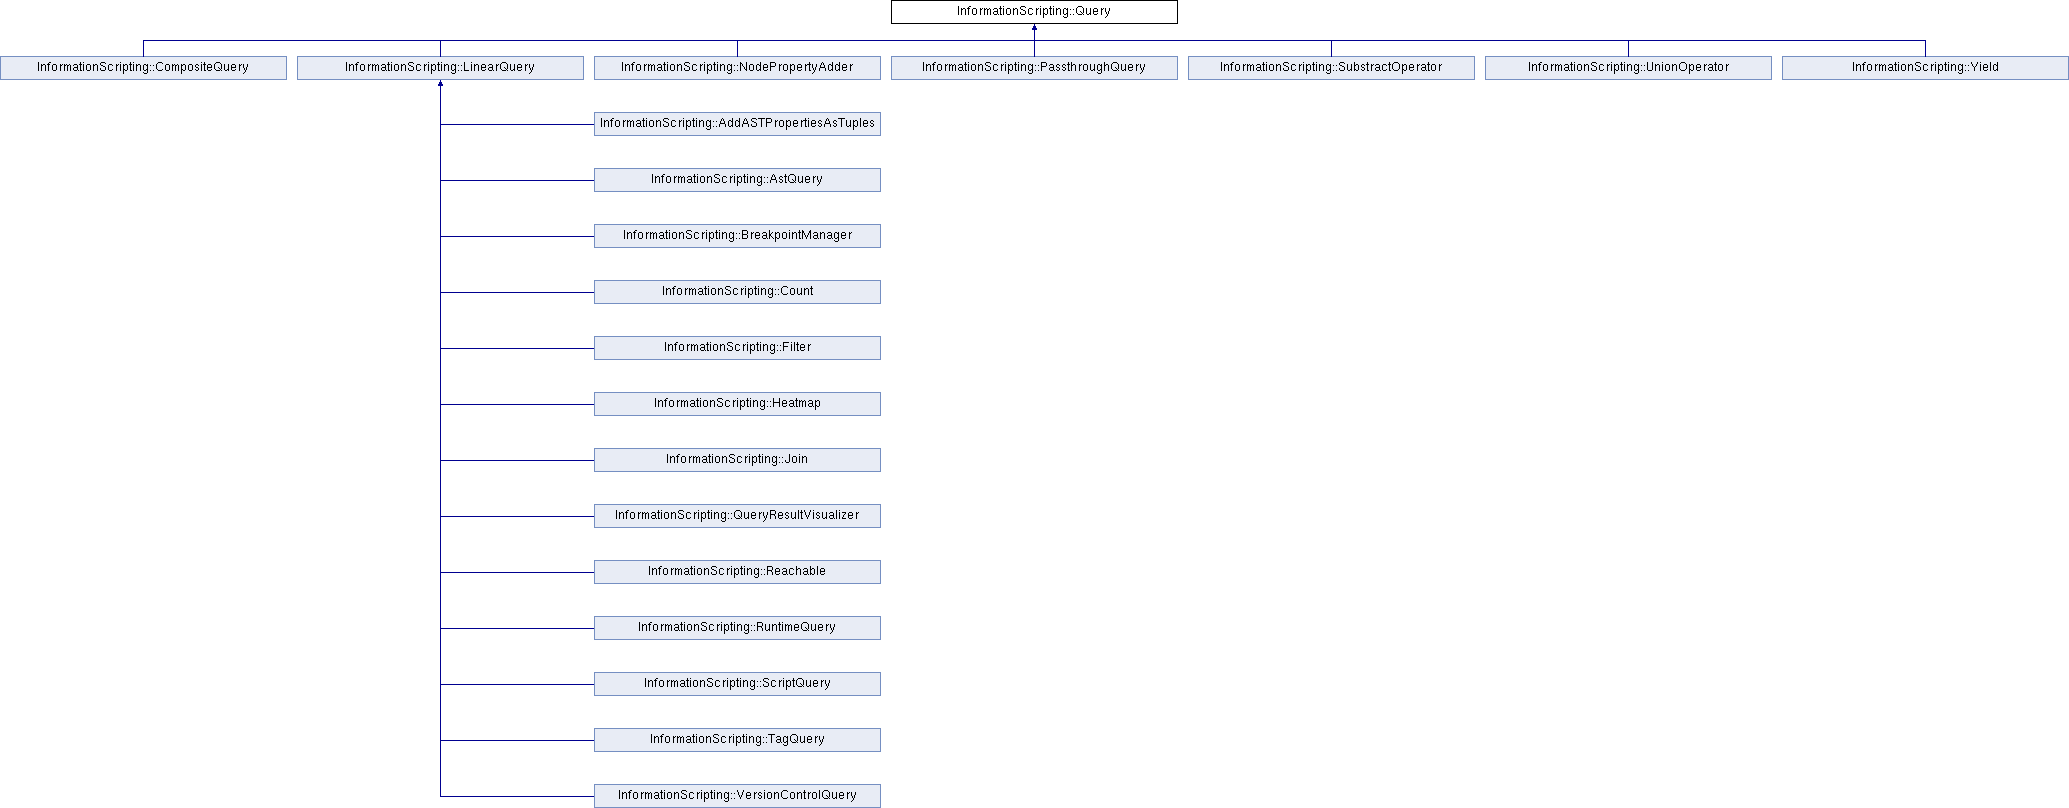 InformationScripting::Query
InformationScripting::CompositeQuery
InformationScripting::LinearQuery
InformationScripting::NodePropertyAdder
InformationScripting::PassthroughQuery
InformationScripting::SubstractOperator
InformationScripting::UnionOperator
InformationScripting::Yield
InformationScripting::AddASTPropertiesAsTuples
InformationScripting::AstQuery
InformationScripting::BreakpointManager
InformationScripting::Count
InformationScripting::Filter
InformationScripting::Heatmap
InformationScripting::Join
InformationScripting::QueryResultVisualizer
InformationScripting::Reachable
InformationScripting::RuntimeQuery
InformationScripting::ScriptQuery
InformationScripting::TagQuery
InformationScripting::VersionControlQuery